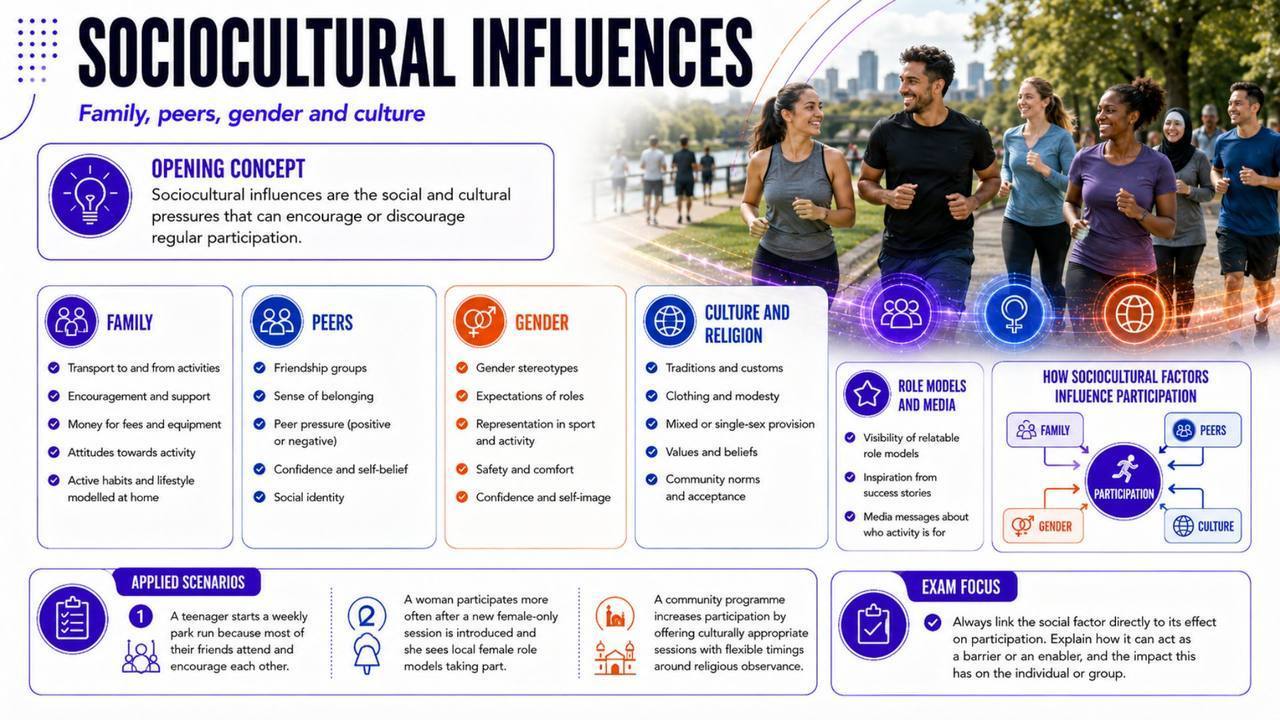 SOCIOCULTURAL INFLUENCES
Family, peers, gender and culture
OPENING CONCEPT
Sociocultural influences are the social and cultural
pressures that can encourage or discourage
regular participation.
FAMILY
Transport to and from activities
Encouragement and support
Money for fees and equipment
Attitudes towards activity
Active habits and lifestyle
modelled at home
PEERS
Friendship groups
Sense of belonging
Peer pressure (positive
or negative)
Confidence and self-belief
Social identity
GENDER
Gender stereotypes
Expectations of roles
Representation in sport
and activity
Safety and comfort
Confidence and self-image
CULTURE AND
RELIGION
Traditions and customs
Clothing and modesty
Mixed or single-sex provision
Values and beliefs
Community norms
and acceptance
ROLE MODELS
AND MEDIA
Visibility of relatable
role models
Inspiration from
success stories
Media messages about
who activity is for
HOW SOCIOCULTURAL FACTORS
INFLUENCE PARTICIPATION
FAMILY
PEERS
PARTICIPATION
GENDER
CULTURE
APPLIED SCENARIOS
1
A teenager starts a weekly
park run because most of
their friends attend and
encourage each other.
2
A woman participates more
often after a new female-only
session is introduced and
she sees local female role
models taking part.
A community programme
increases participation by
offering culturally appropriate
sessions with flexible timings
around religious observance.
EXAM FOCUS
Always link the social factor directly to its effect
on participation. Explain how it can act as
a barrier or an enabler, and the impact this
has on the individual or group.